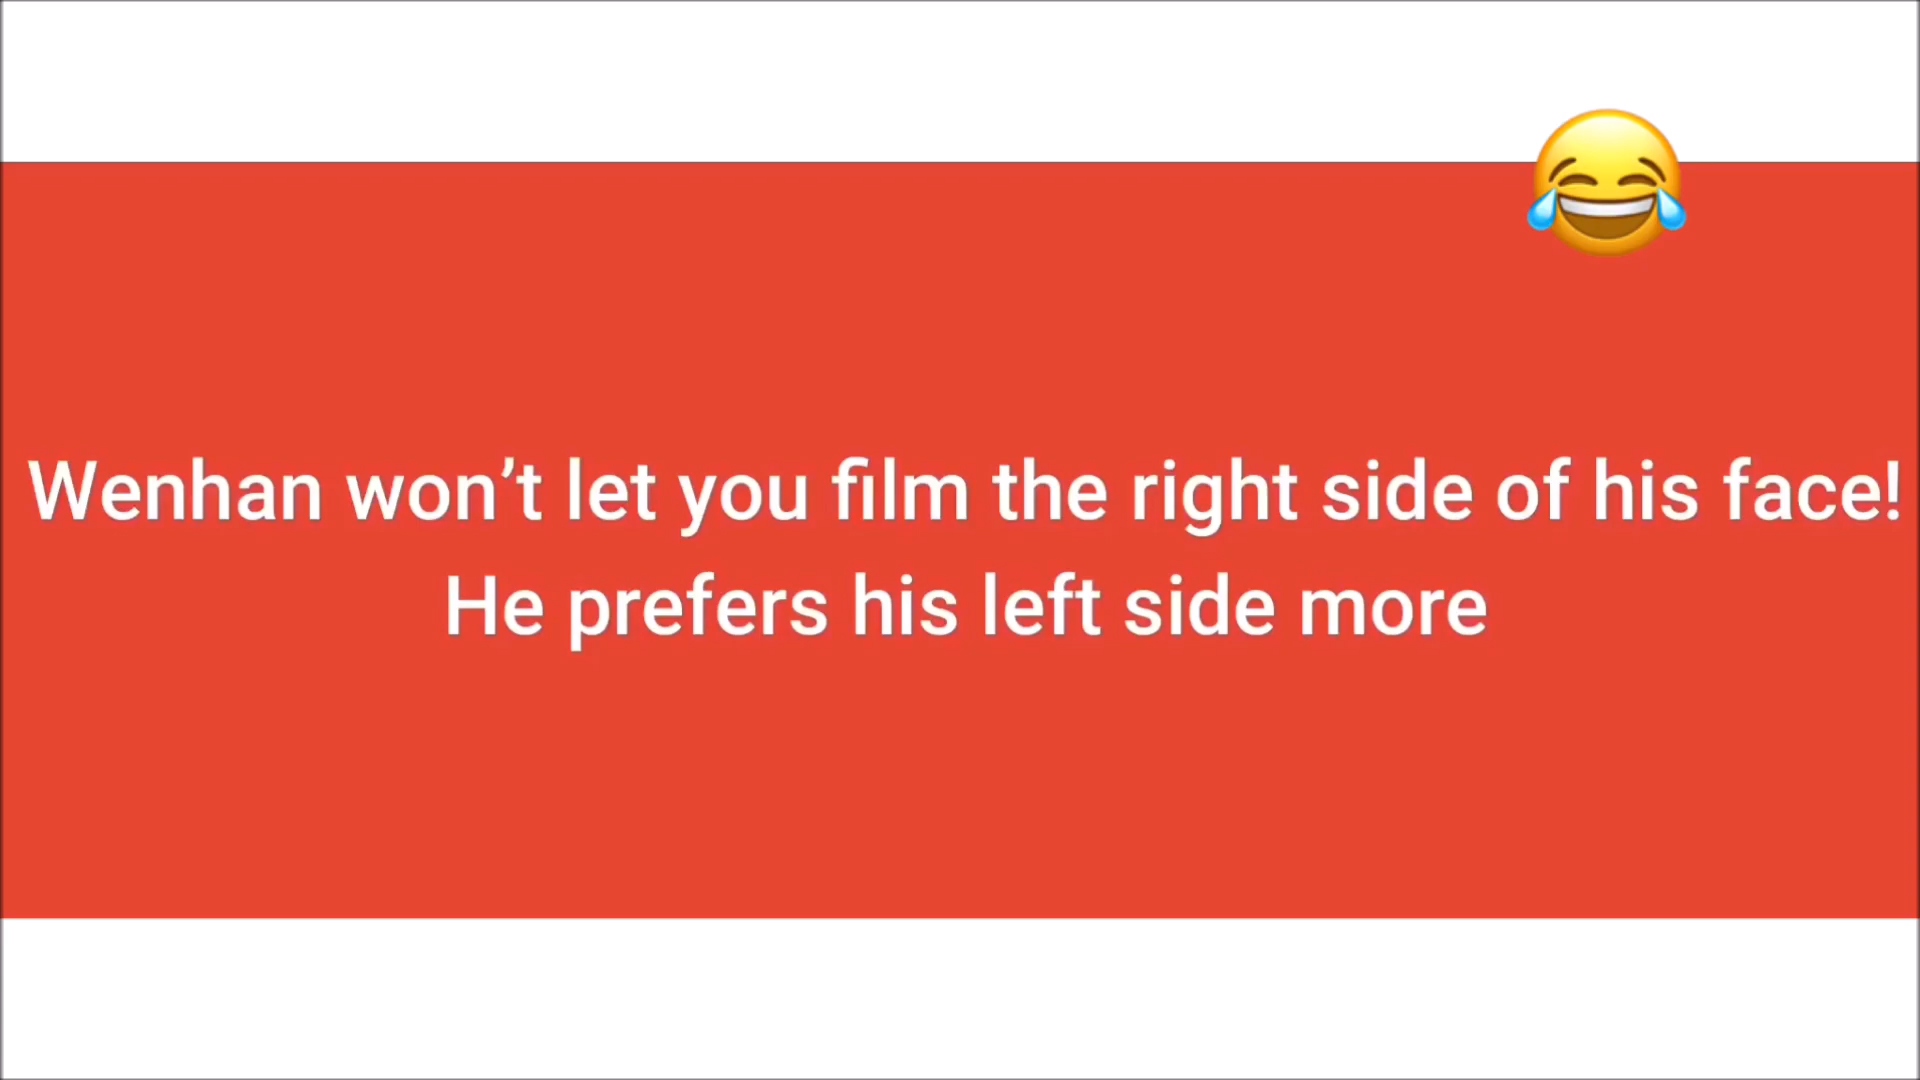 Wenhan won’t let you film the right side of his face!
He prefers his left side more